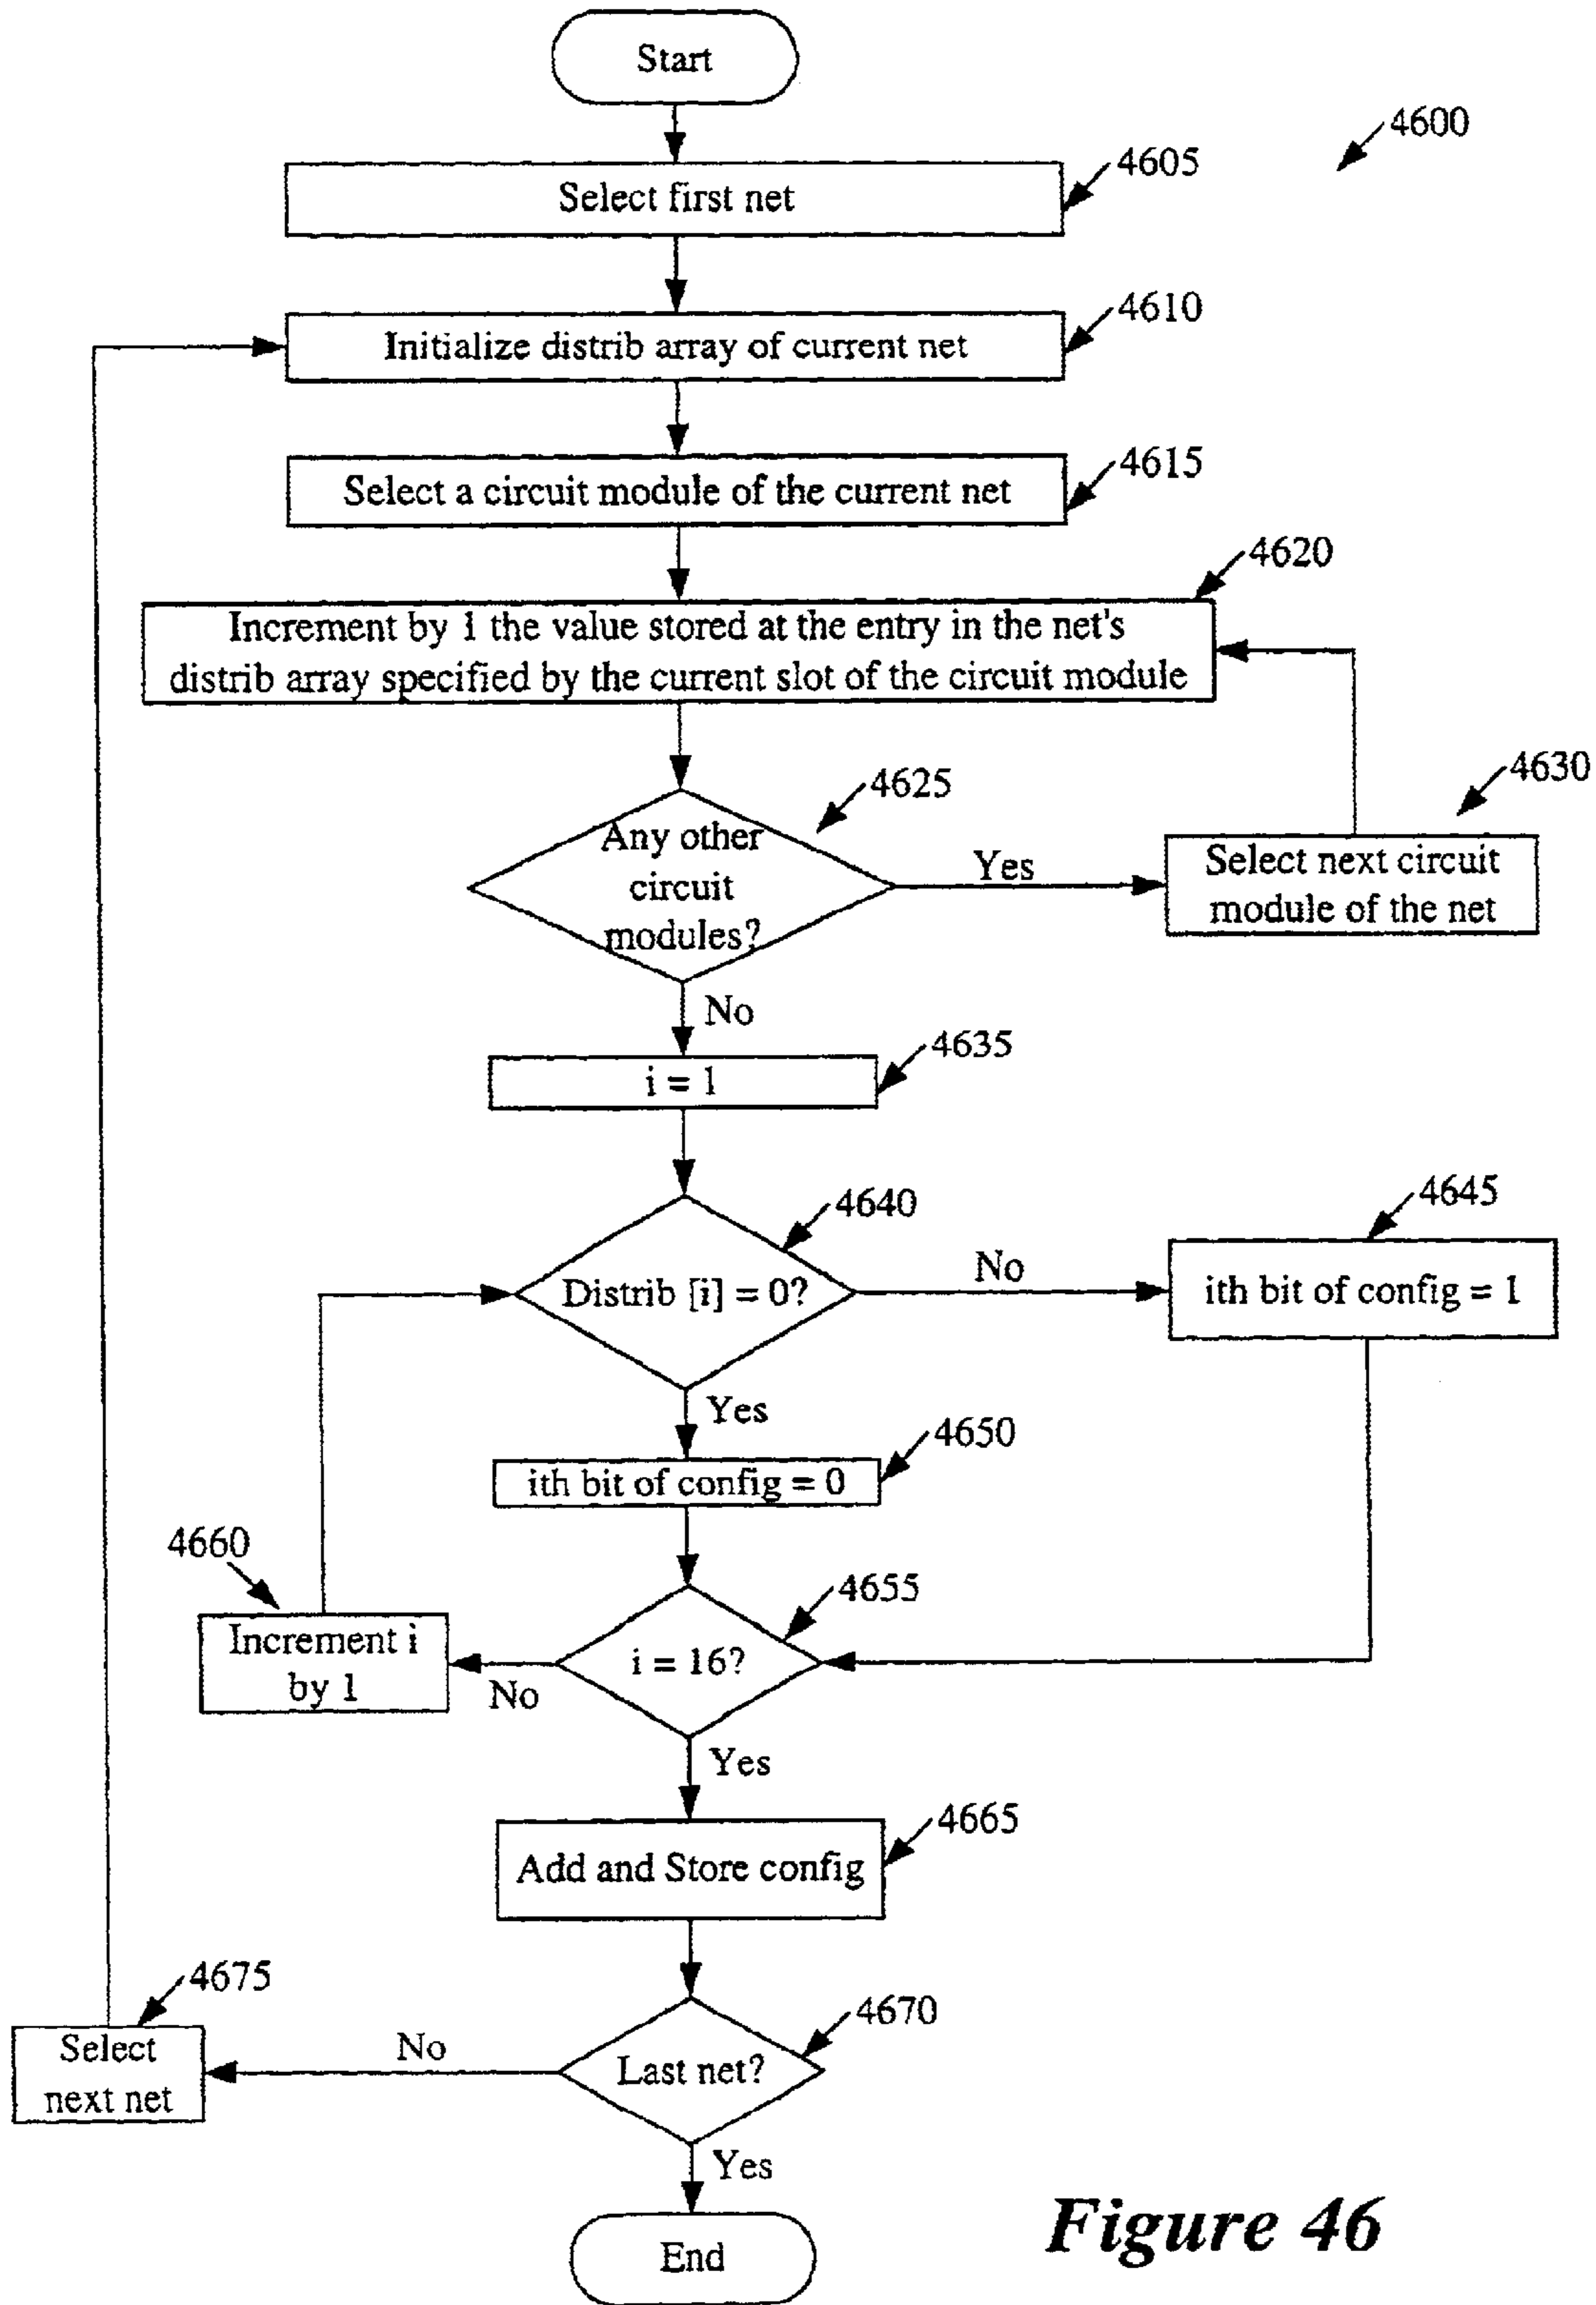 Start
4600
4605
Select first net
4610
Initialize distrib array of current net
4615
Select a circuit module of the current net
4620
Increment by 1 the value stored at the entry in the net's
distrib array specified by the current slot of the circuit module
4625
4630
Any other
circuit
modules?
Yes
Select next circuit
module of the net
No
4635
i = 1
4640
4645
Distrib [i] = 0?
No
ith bit of config = 1
Yes
4650
ith bit of config = 0
4660
4655
Increment i
by 1
No
i = 16?
Yes
4665
Add and Store config
4675
4670
Select
next net
No
Last net?
Yes
End
Figure 46